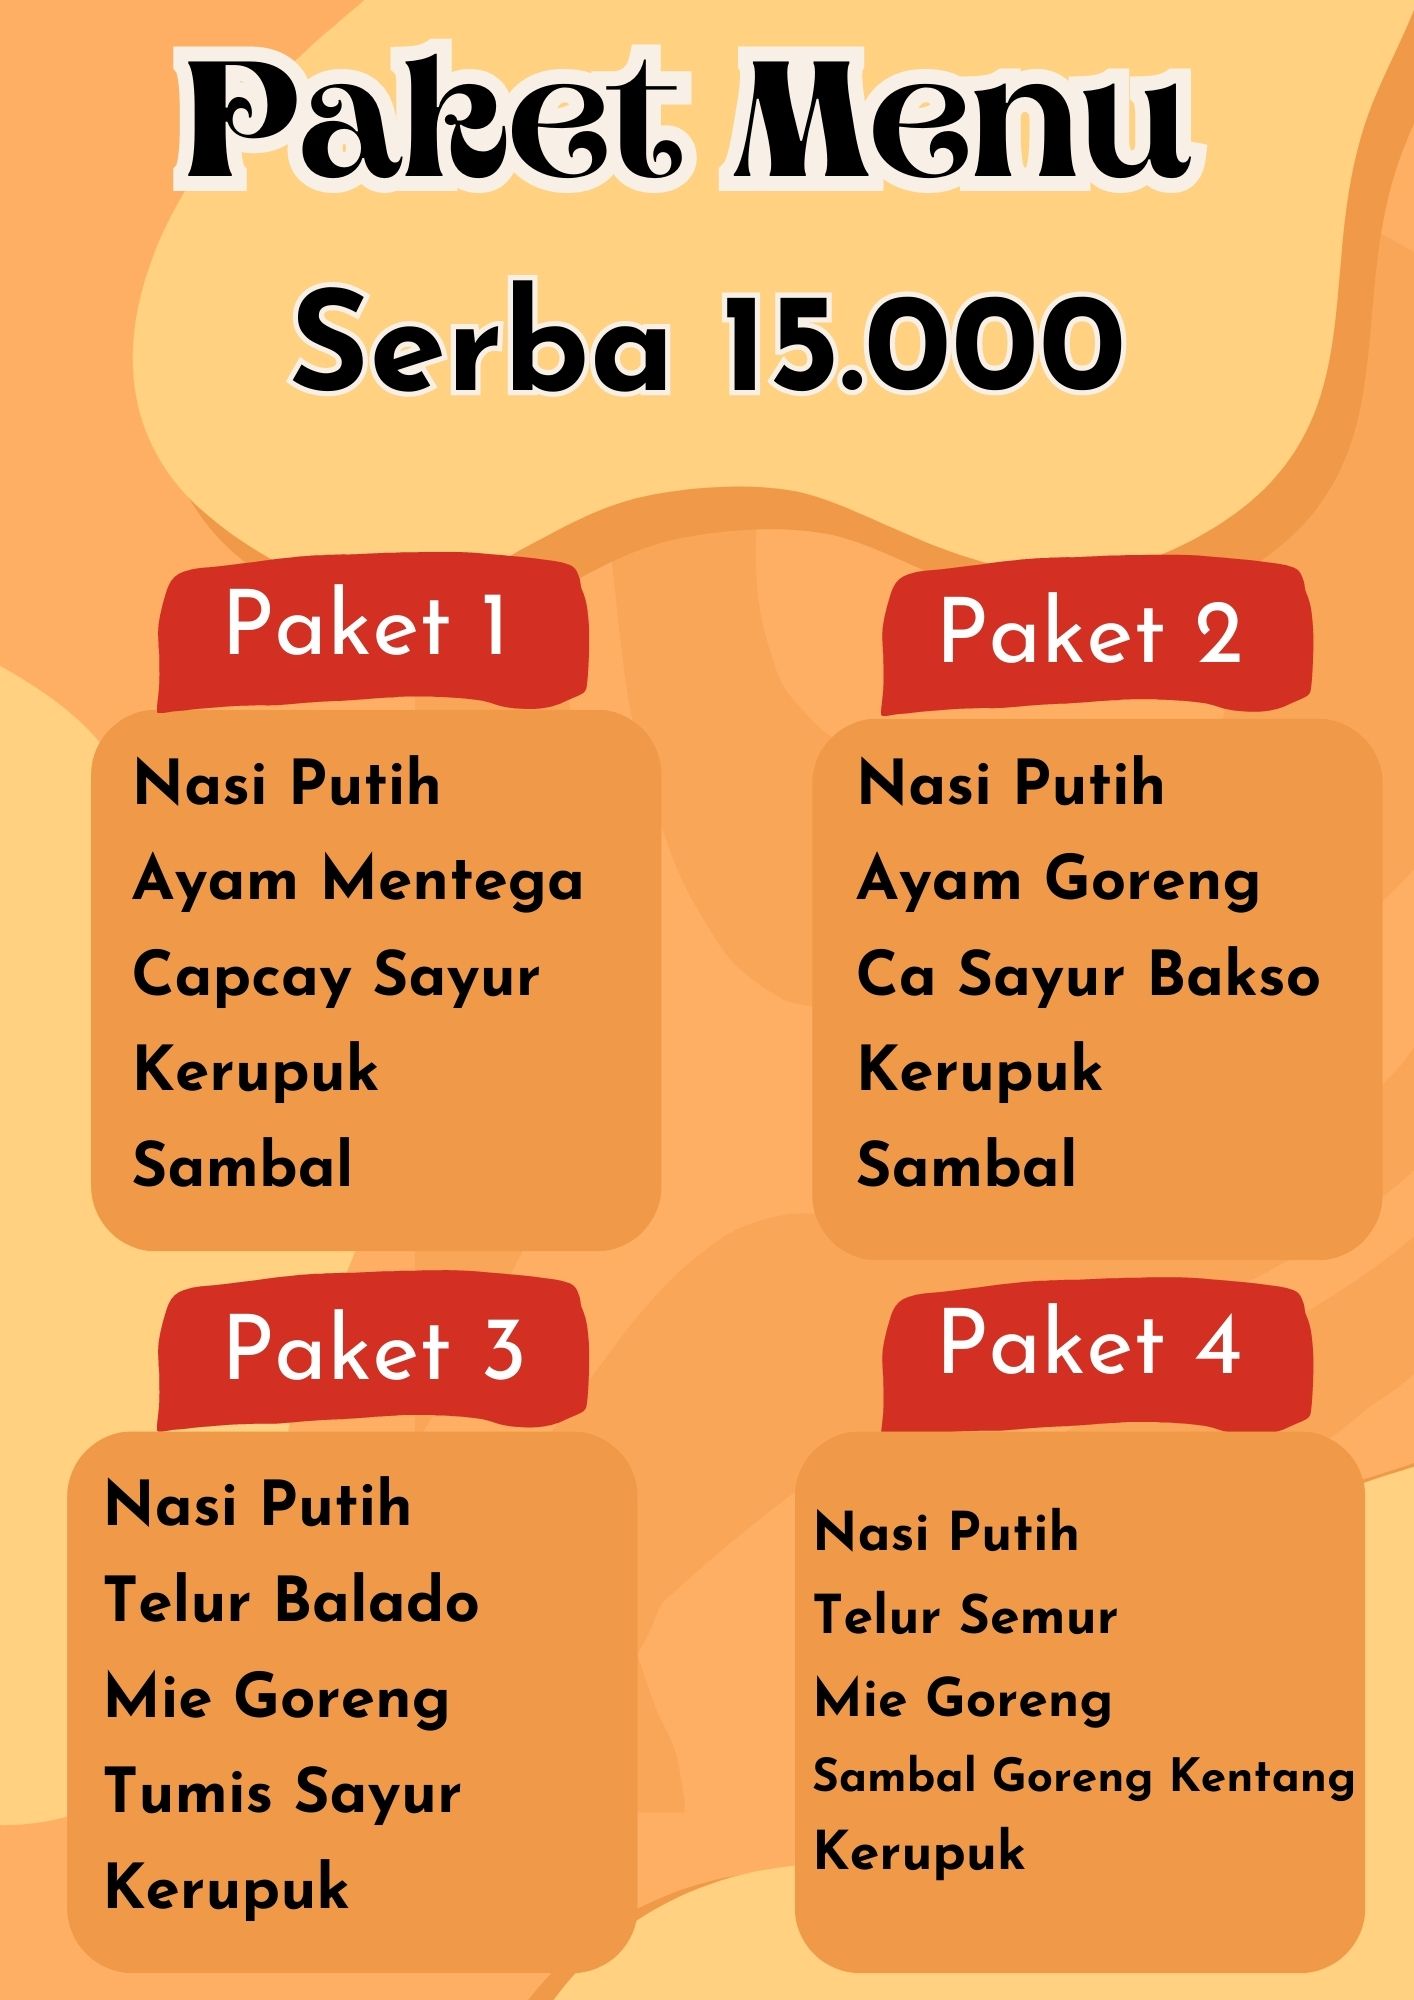 Paket Menu
Serba 15.000
Paket 1
Nasi Putih
Ayam Mentega
Capcay Sayur
Kerupuk
Sambal
Paket 2
Nasi Putih
Ayam Goreng
Ca Sayur Bakso
Kerupuk
Sambal
Paket 3
Nasi Putih
Telur Balado
Mie Goreng
Tumis Sayur
Kerupuk
Paket 4
Nasi Putih
Telur Semur
Mie Goreng
Sambal Goreng Kentang
Kerupuk